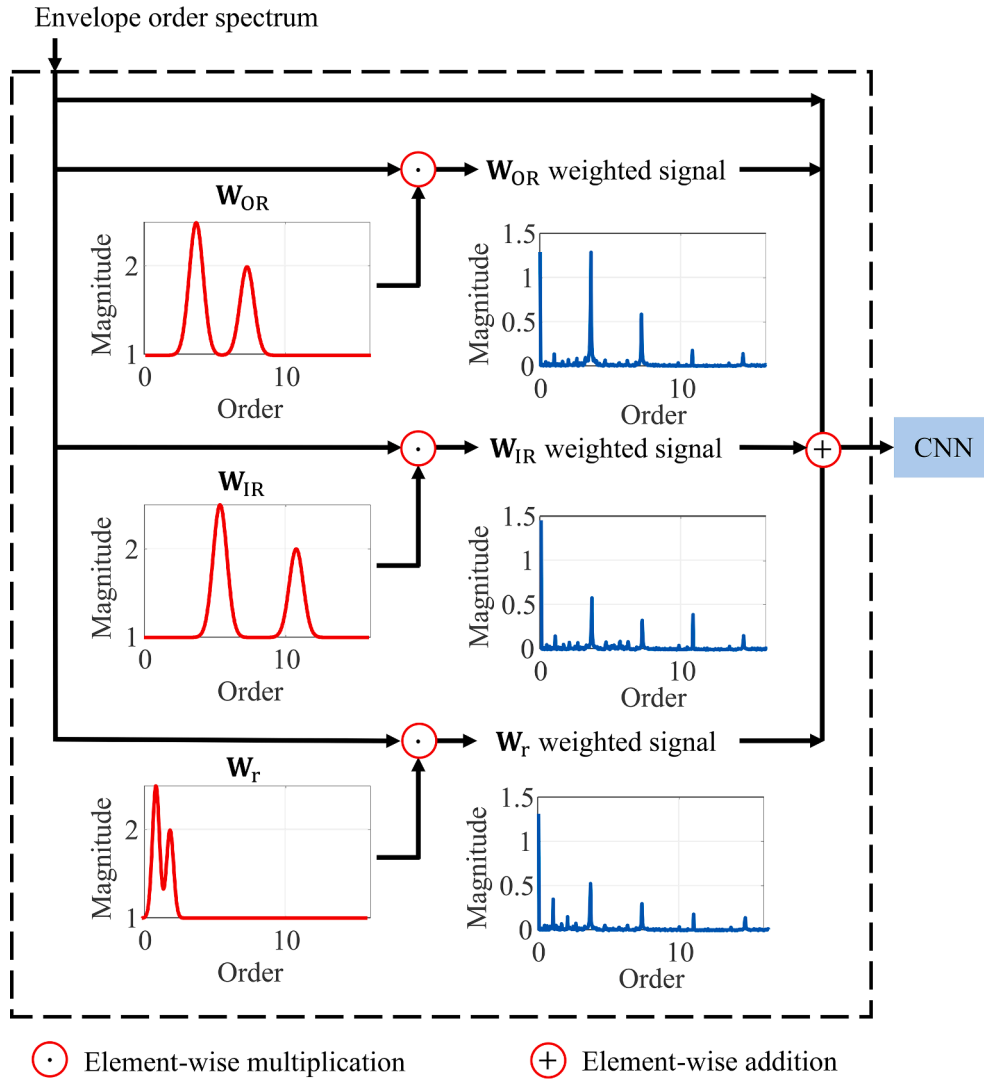 Envelope order spectrum
W_OR weighted signal
W_OR
Magnitude
2
1
0
10
Order
Magnitude
1.5
1
0.5
0
0
10
Order
W_IR weighted signal
CNN
W_IR
Magnitude
2
1
0
10
Order
Magnitude
1.5
1
0.5
0
0
10
Order
W_r weighted signal
W_r
Magnitude
2
1
0
10
Order
Magnitude
1.5
1
0.5
0
0
10
Order
Element-wise multiplication
Element-wise addition